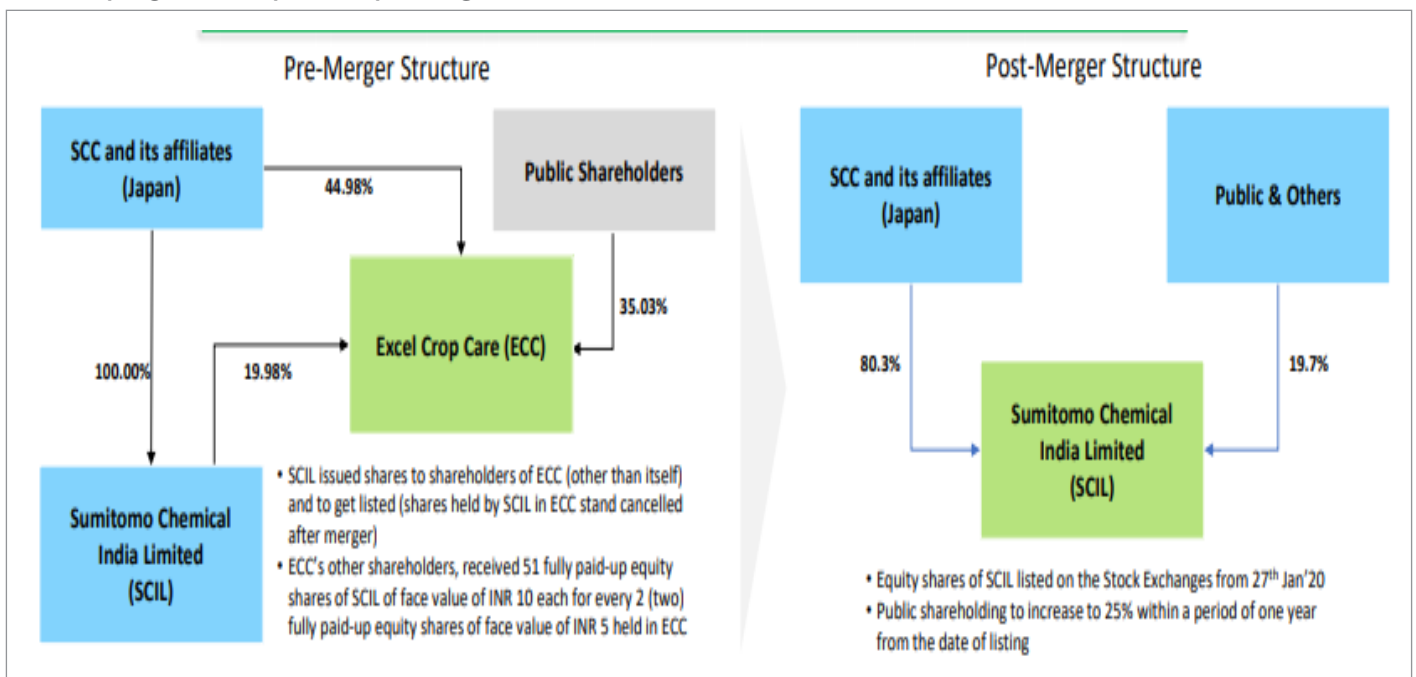 Pre-Merger Structure
SCC and its affiliates
(Japan)
44.98%
Public Shareholders
35.03%
Excel Crop Care (ECC)
100.00%
19.98%
Sumitomo Chemical
India Limited
(SCIL)
• SCIL issued shares to shareholders of ECC (other than itself)
and to get listed (shares held by SCIL in ECC stand cancelled
after merger)
• ECC's other shareholders, received 51 fully paid-up equity
shares of SCIL of face value of INR 10 each for every 2 (two)
fully paid-up equity shares of face value of INR 5 held in ECC
Post-Merger Structure
SCC and its affiliates
(Japan)
Public & Others
80.3%
19.7%
Sumitomo Chemical
India Limited
(SCIL)
• Equity shares of SCIL listed on the Stock Exchanges from 27th Jan'20
• Public shareholding to increase to 25% within a period of one year
from the date of listing